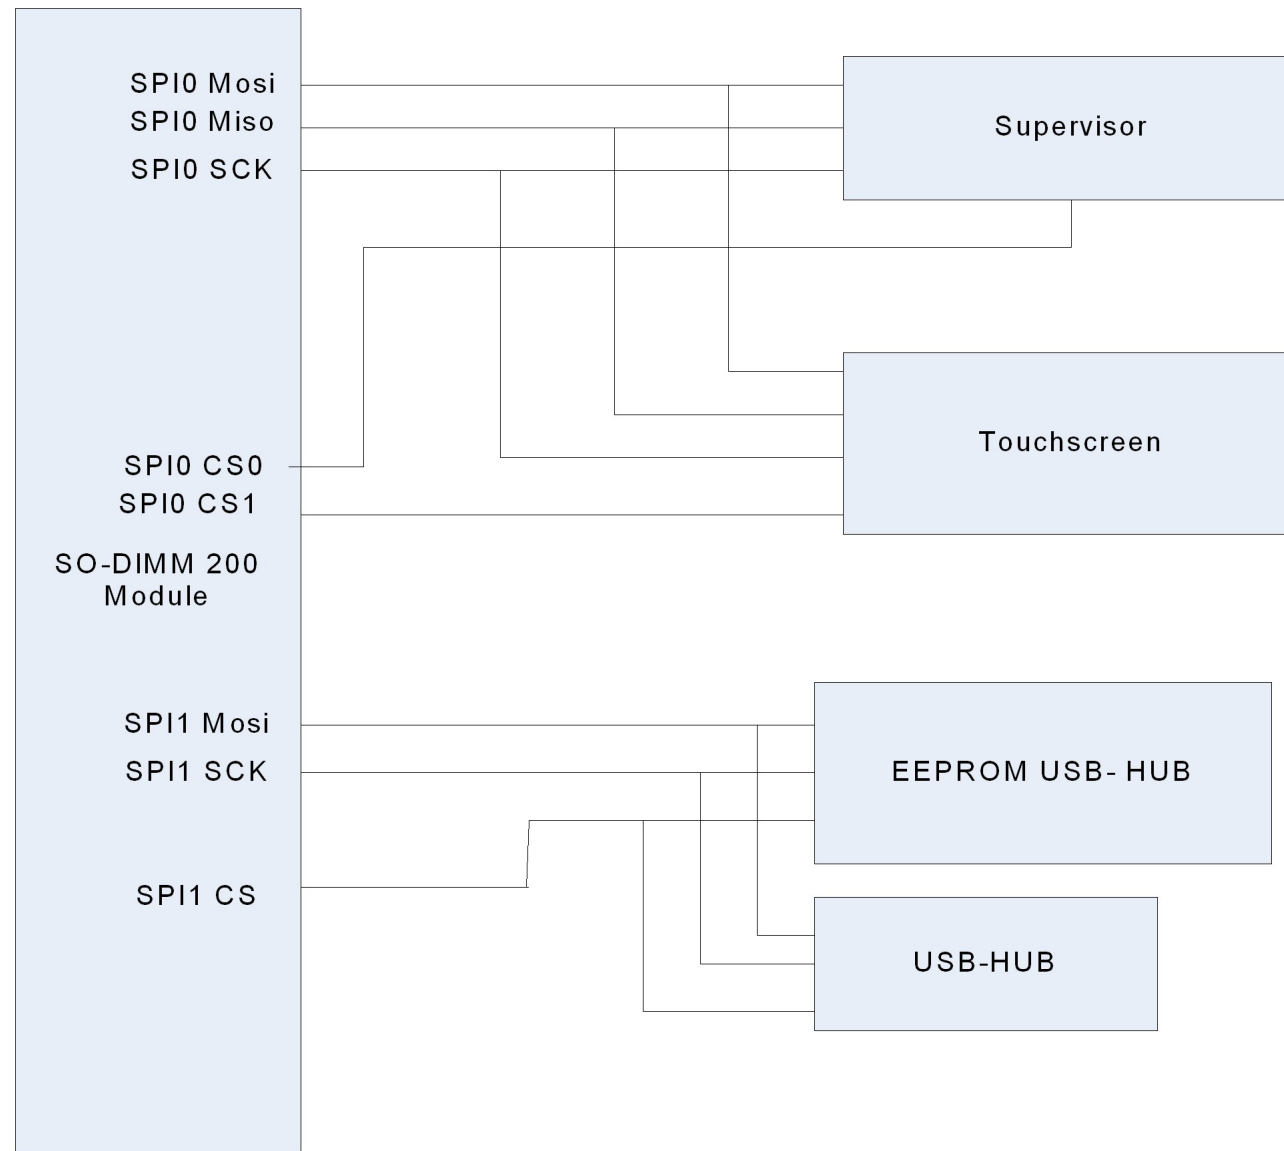 SPI0 Mosi
SPI0 Miso
SPI0 SCK
Supervisor
Touchscreen
SPI0 CS0
SPI0 CS1
SO-DIMM 200
Module
SPI1 Mosi
SPI1 SCK
EEPROM USB- HUB
SPI1 CS
USB-HUB